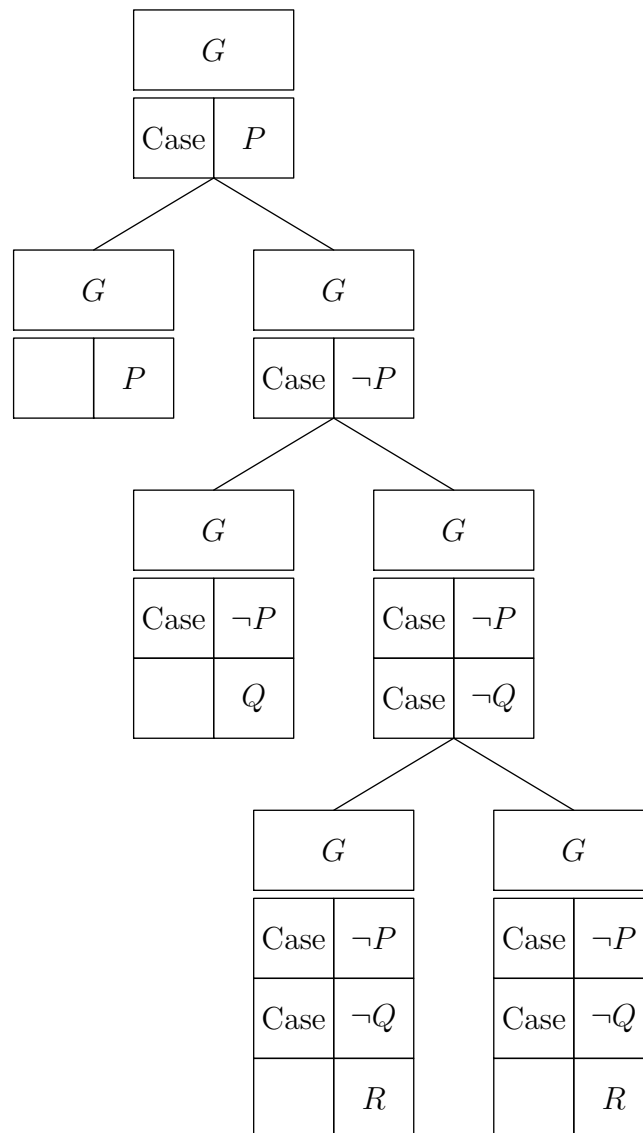 G
Case P
G G
P Case ¬P
G G
Case ¬P Case ¬P
Q Case ¬Q
G G
Case ¬P Case ¬P
Case ¬Q Case ¬Q
R R